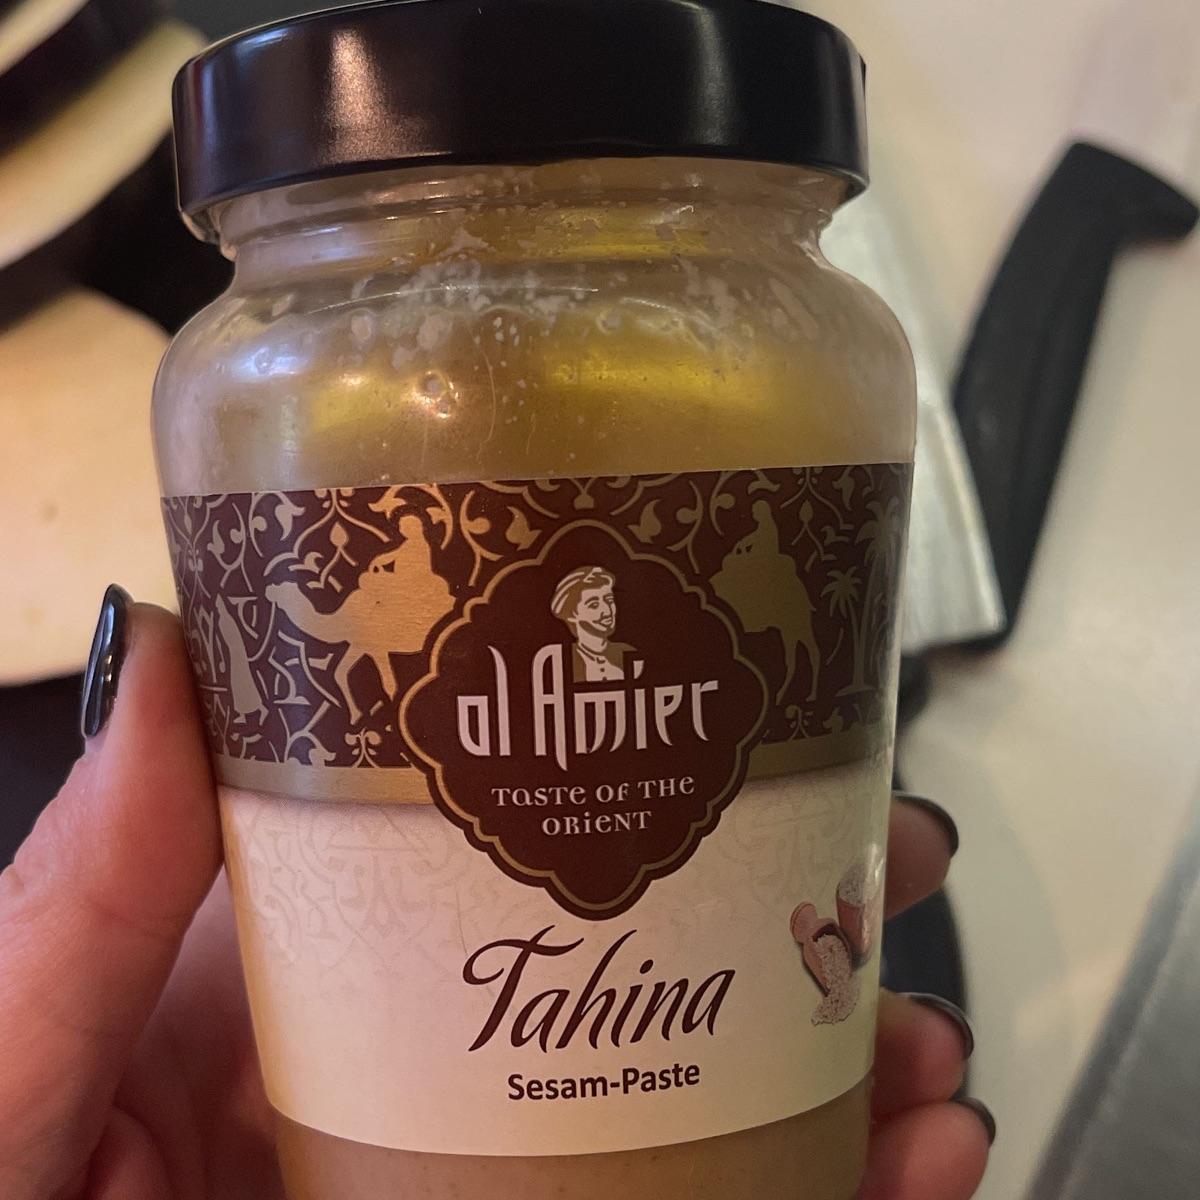 al Amier
TASTE OF THE
ORIENT
Tahina
Sesam-Paste